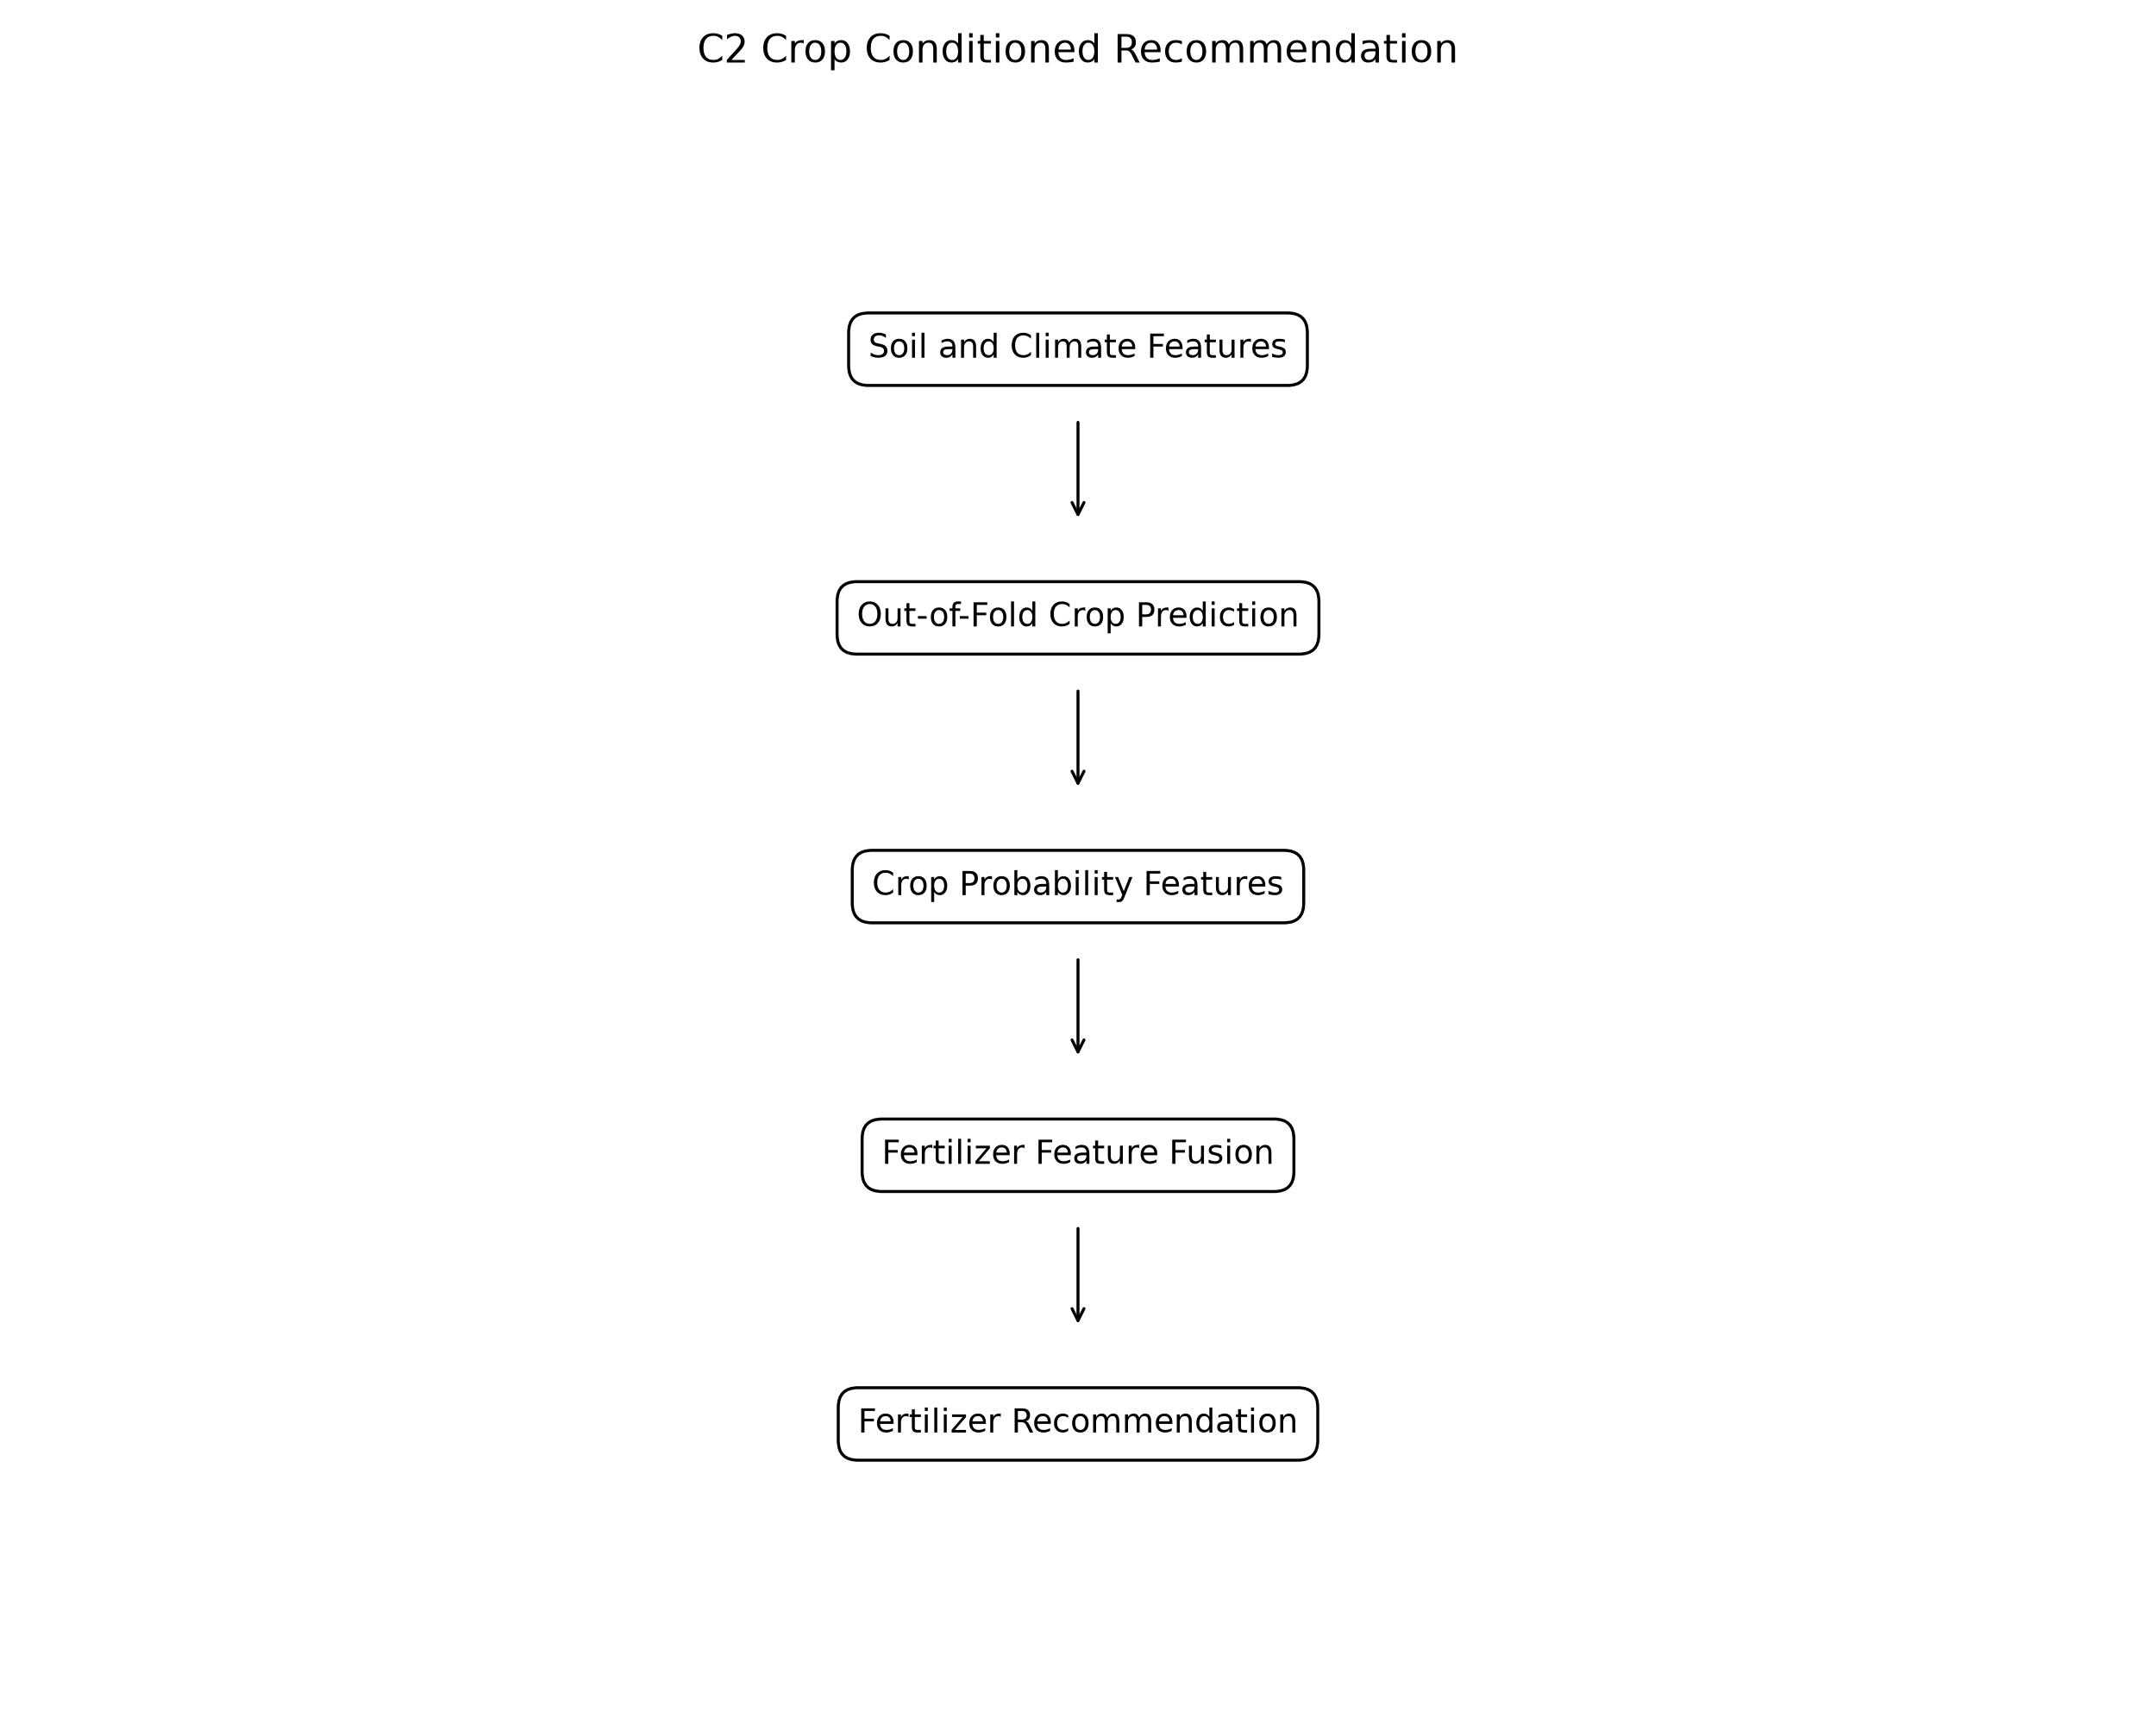 C2 Crop Conditioned Recommendation
Soil and Climate Features
Out-of-Fold Crop Prediction
Crop Probability Features
Fertilizer Feature Fusion
Fertilizer Recommendation